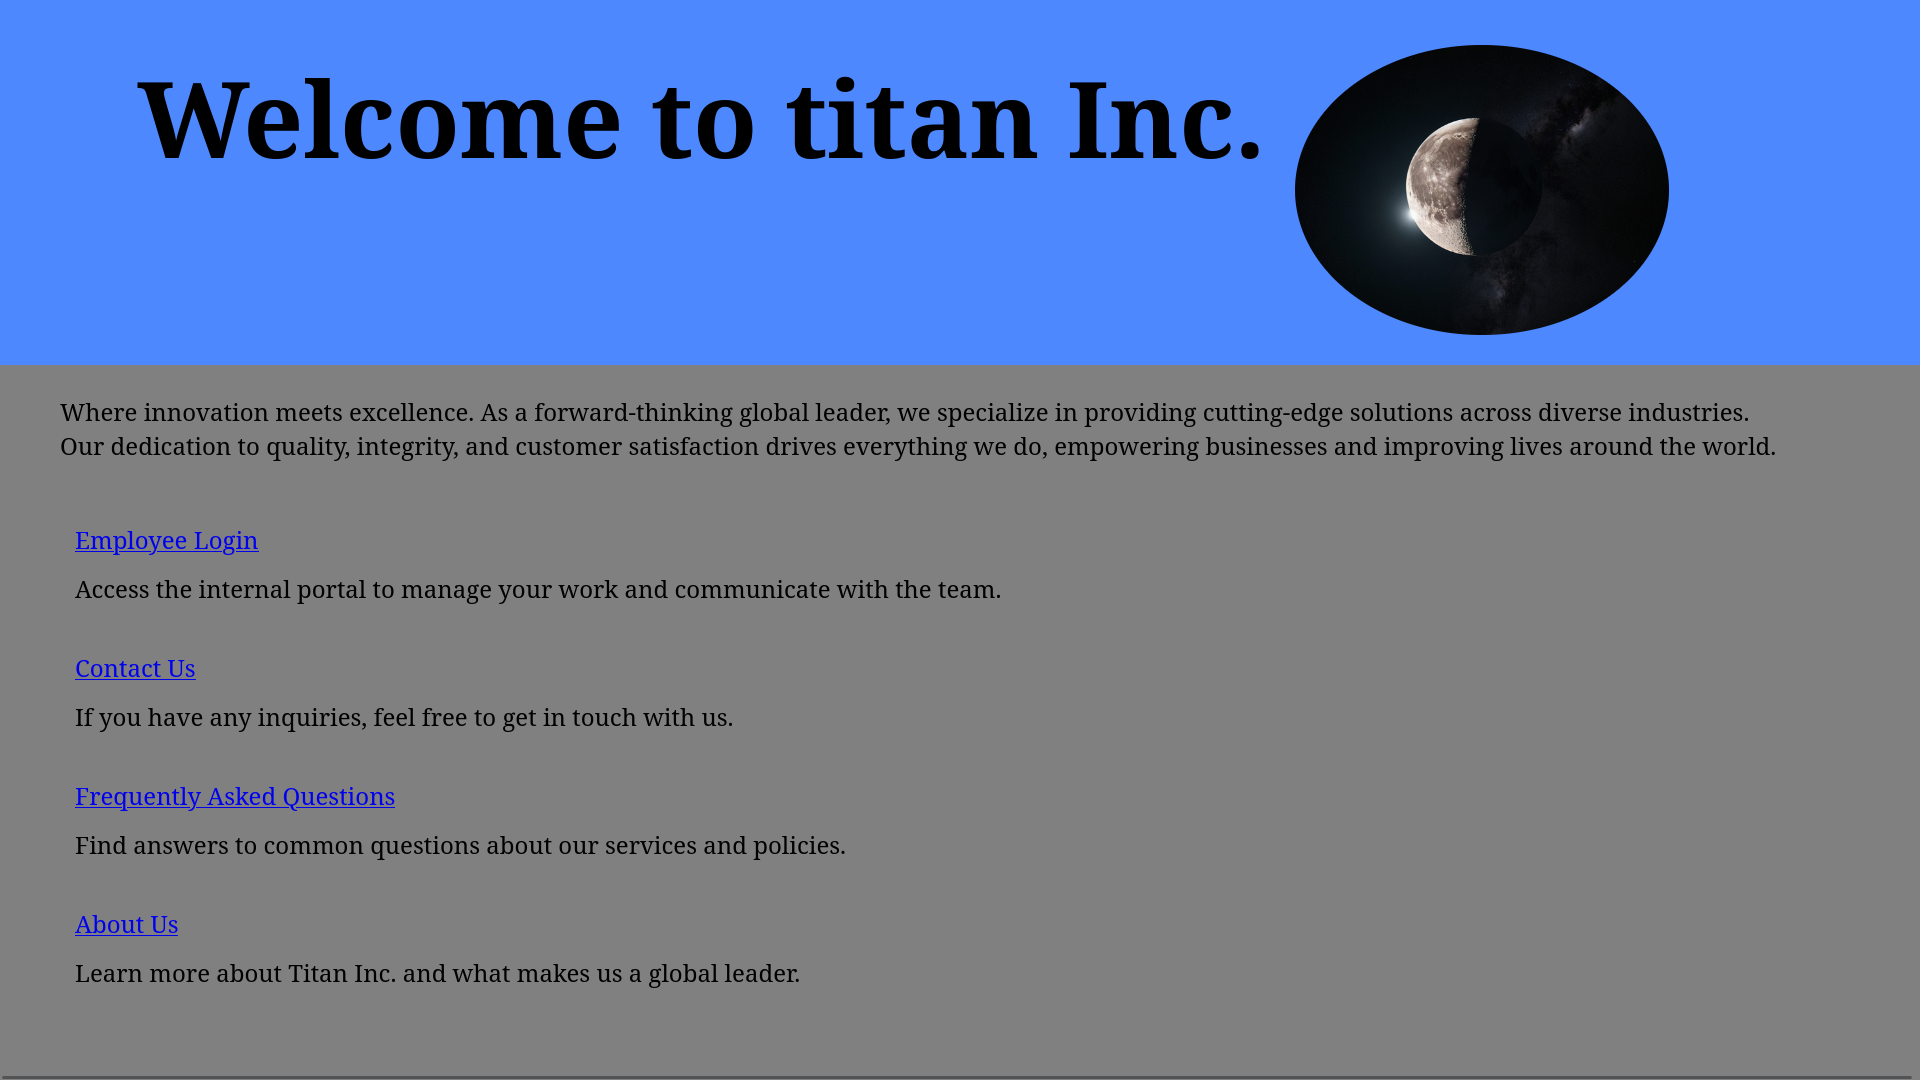 Welcome to titan Inc.
Where innovation meets excellence. As a forward-thinking global leader, we specialize in providing cutting-edge solutions across diverse industries.
Our dedication to quality, integrity, and customer satisfaction drives everything we do, empowering businesses and improving lives around the world.
Employee Login
Access the internal portal to manage your work and communicate with the team.
Contact Us
If you have any inquiries, feel free to get in touch with us.
Frequently Asked Questions
Find answers to common questions about our services and policies.
About Us
Learn more about Titan Inc. and what makes us a global leader.